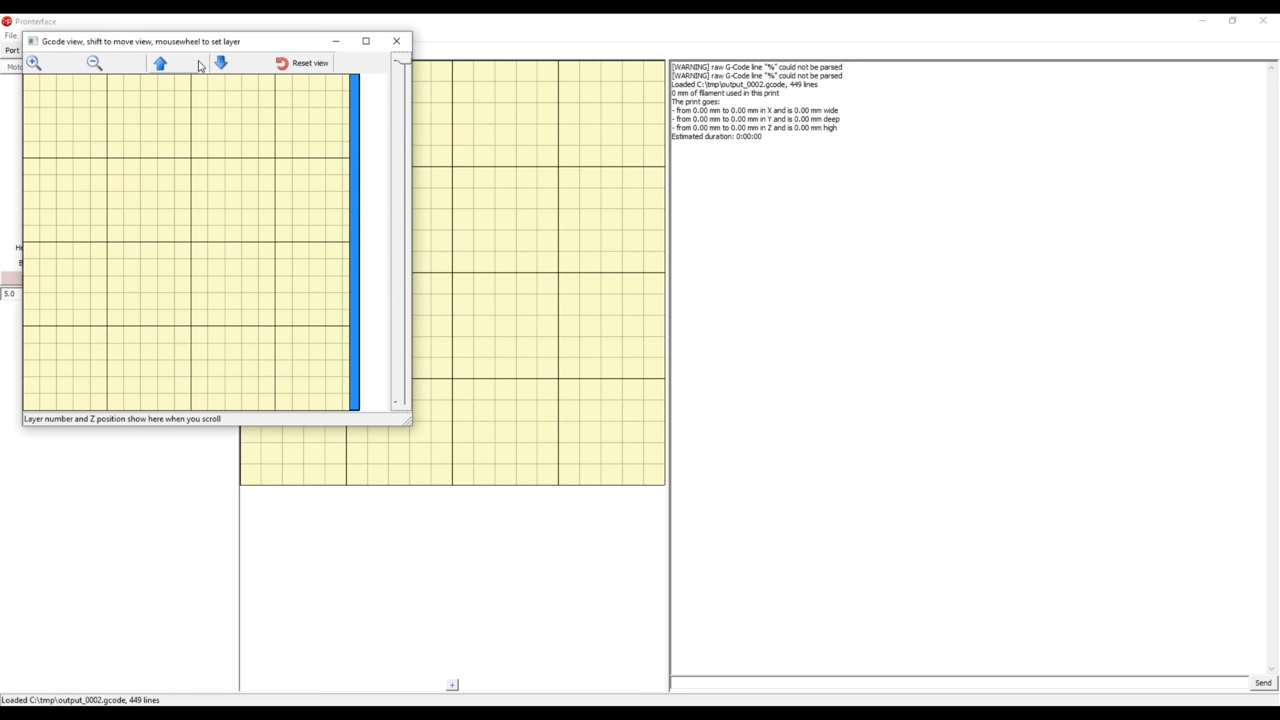 Pronterface
File
Port
Gcode view, shift to move view, mousewheel to set layer
Reset view
5.0
Layer number and Z position show here when you scroll
[WARNING] raw G-Code line "%" could not be parsed
[WARNING] raw G-Code line "%" could not be parsed
Loaded C:\tmp\output_0002.gcode, 449 lines
0 mm of filament used in this print
The print goes:
- from 0.00 mm to 0.00 mm in X and is 0.00 mm wide
- from 0.00 mm to 0.00 mm in Y and is 0.00 mm deep
- from 0.00 mm to 0.00 mm in Z and is 0.00 mm high
Estimated duration: 0:00:00
+
Send
Loaded C:\tmp\output_0002.gcode, 449 lines